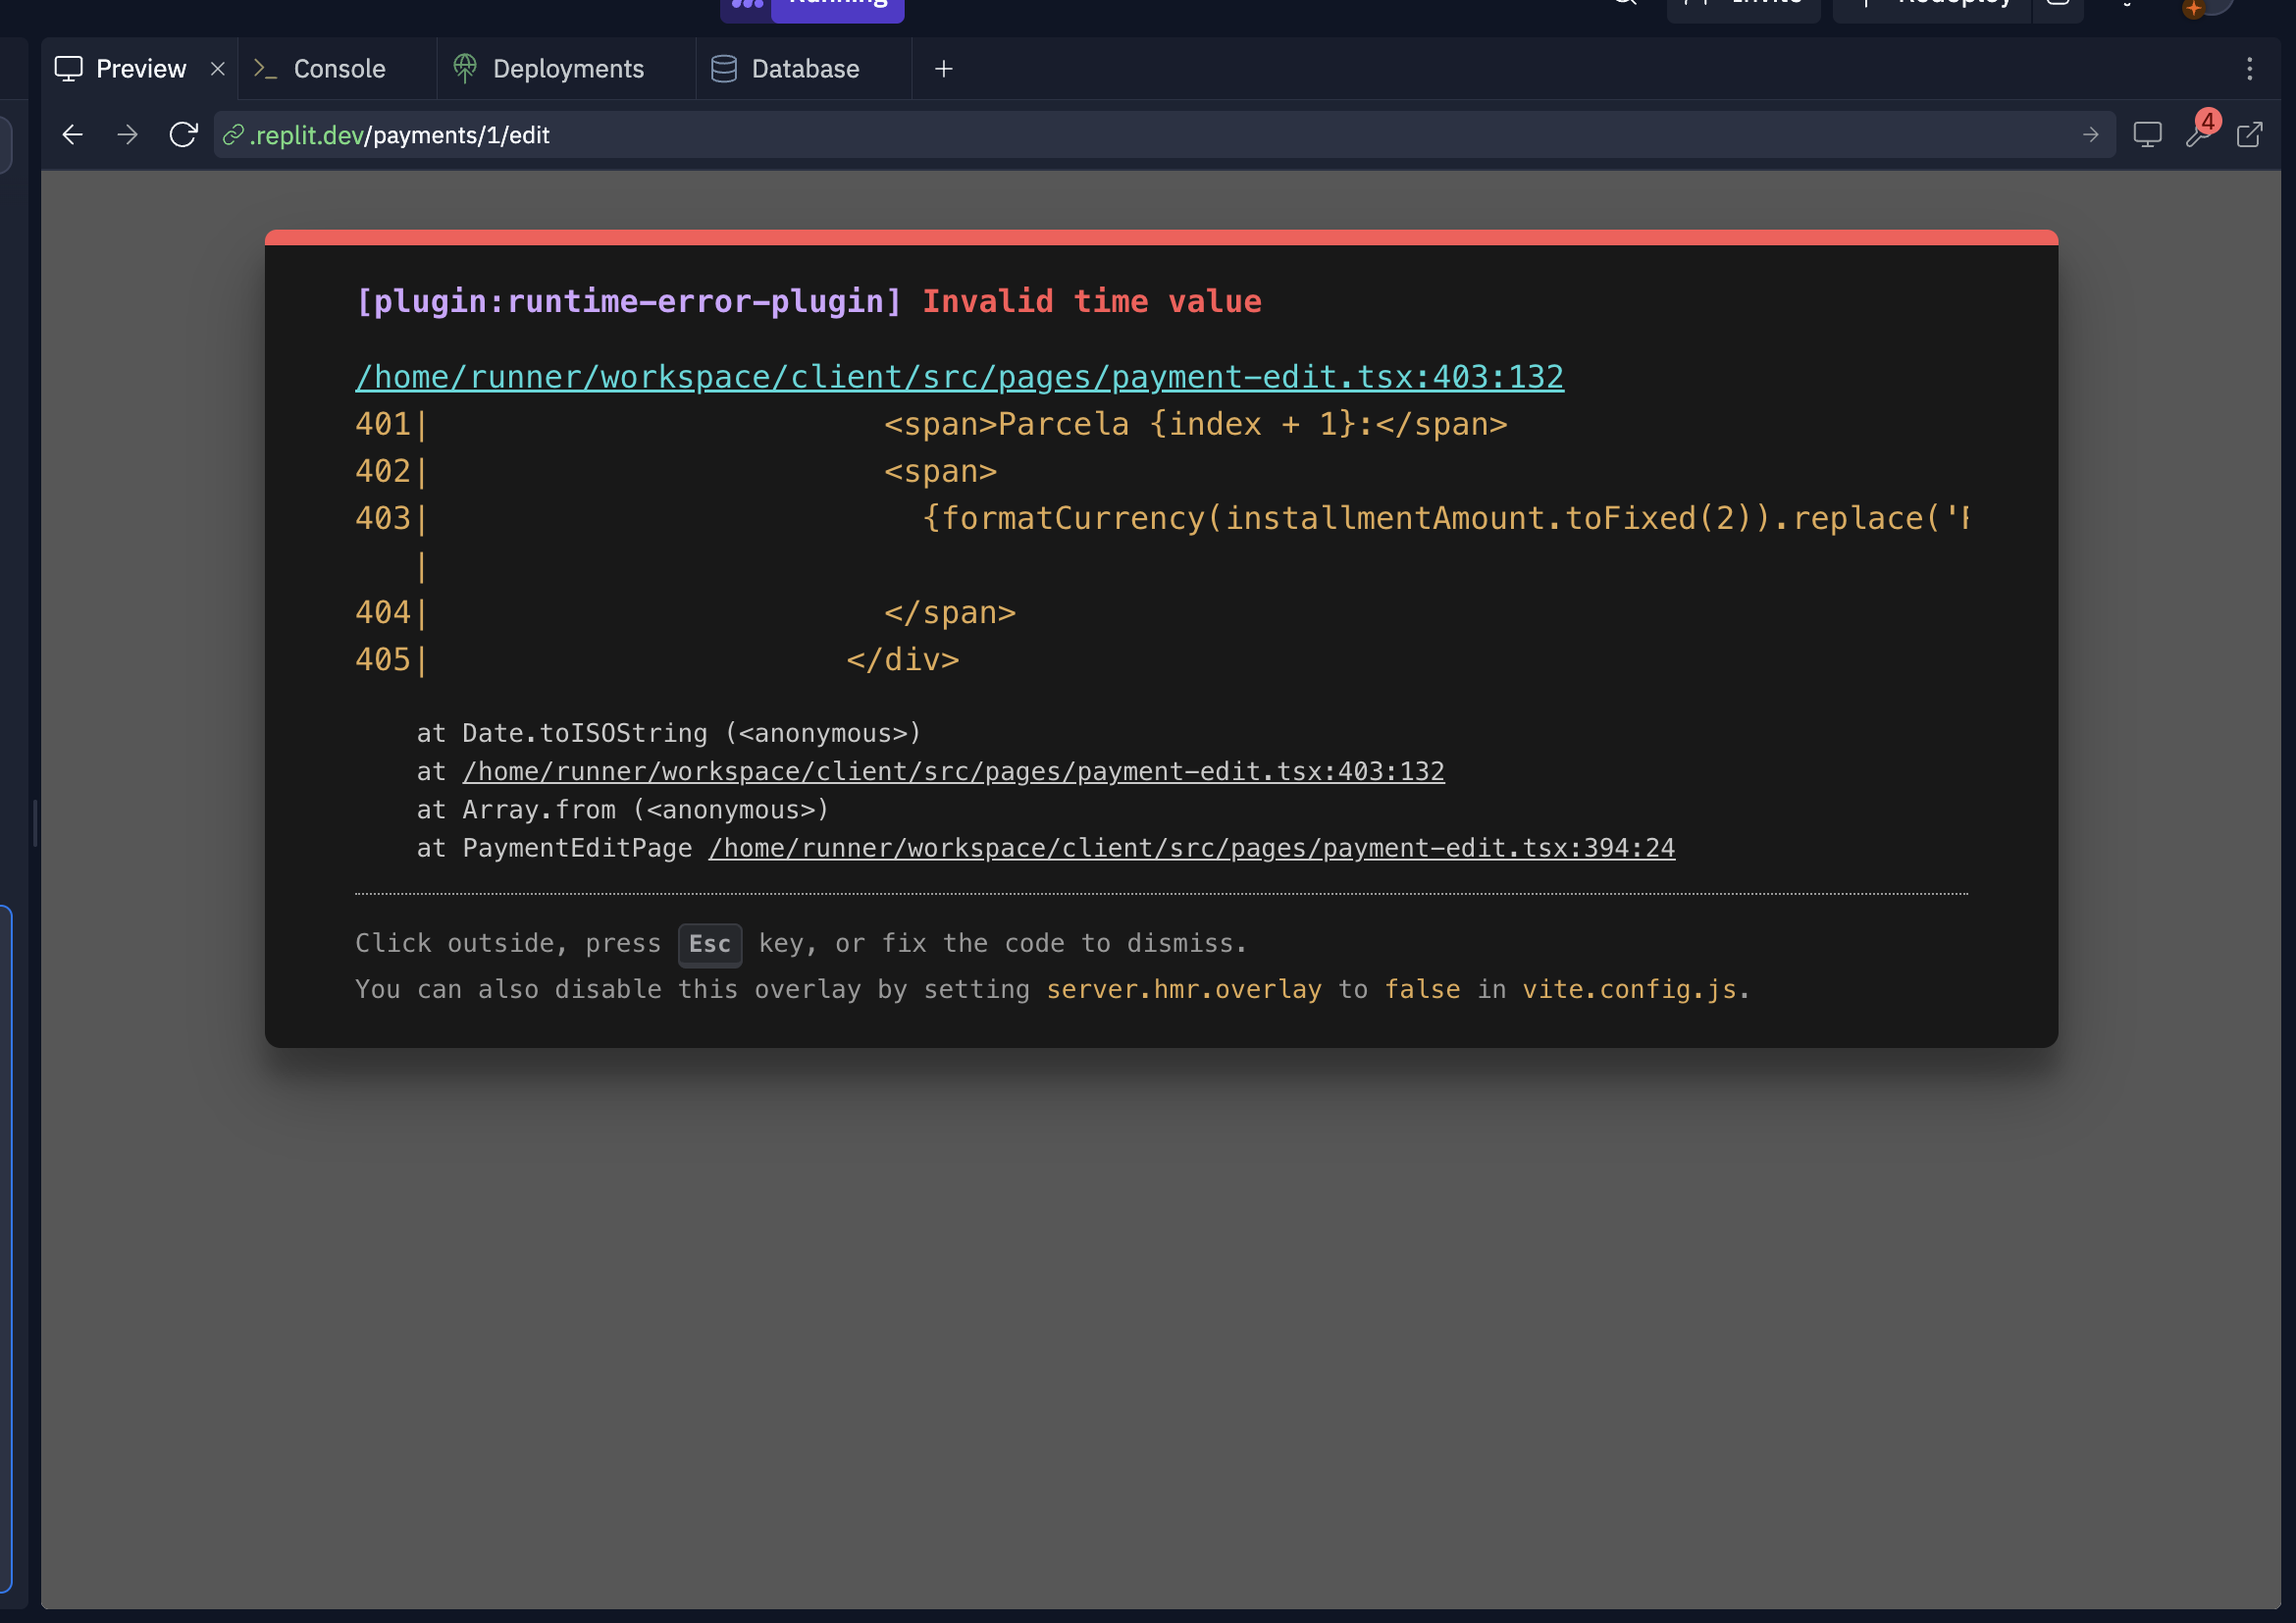 Running
Invite
Redeploy
Preview
Console
Deployments
Database
.replit.dev/payments/1/edit
4
[plugin:runtime-error-plugin] Invalid time value
/home/runner/workspace/client/src/pages/payment-edit.tsx:403:132
401|                        <span>Parcela {index + 1}:</span>
402|                        <span>
403|                          {formatCurrency(installmentAmount.toFixed(2)).replace('
|
404|                        </span>
405|                      </div>
at Date.toISOString (<anonymous>)
at /home/runner/workspace/client/src/pages/payment-edit.tsx:403:132
at Array.from (<anonymous>)
at PaymentEditPage /home/runner/workspace/client/src/pages/payment-edit.tsx:394:24
Click outside, press Esc key, or fix the code to dismiss.
You can also disable this overlay by setting server.hmr.overlay to false in vite.config.js.